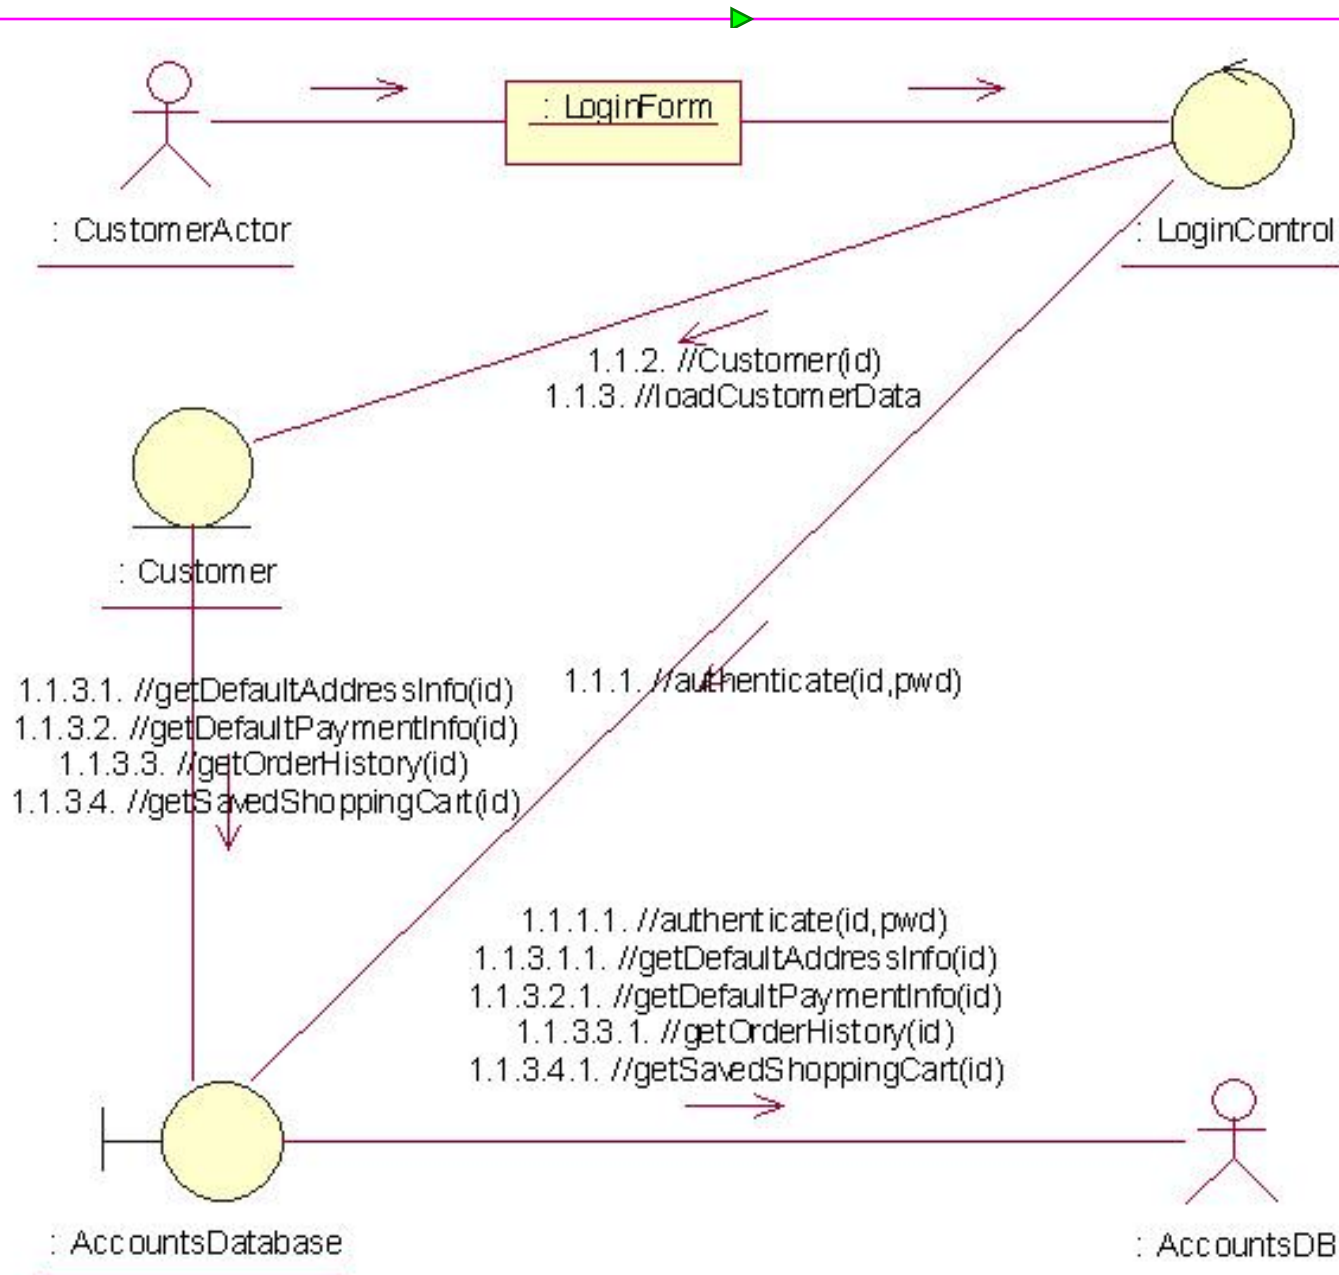 : LoginForm
: CustomerActor
: LoginControl
1.1.2. //Customer(id)
1.1.3. //loadCustomerData
: Customer
1.1.1. //authenticate(id,pwd)
1.1.3.1. //getDefaultAddressInfo(id)
1.1.3.2. //getDefaultPaymentInfo(id)
1.1.3.3. //getOrderHistory(id)
1.1.3.4. //getSavedShoppingCart(id)
1.1.1.1. //authenticate(id,pwd)
1.1.3.1.1. //getDefaultAddressInfo(id)
1.1.3.2.1. //getDefaultPaymentInfo(id)
1.1.3.3.1. //getOrderHistory(id)
1.1.3.4.1. //getSavedShoppingCart(id)
: AccountsDatabase
: AccountsDB